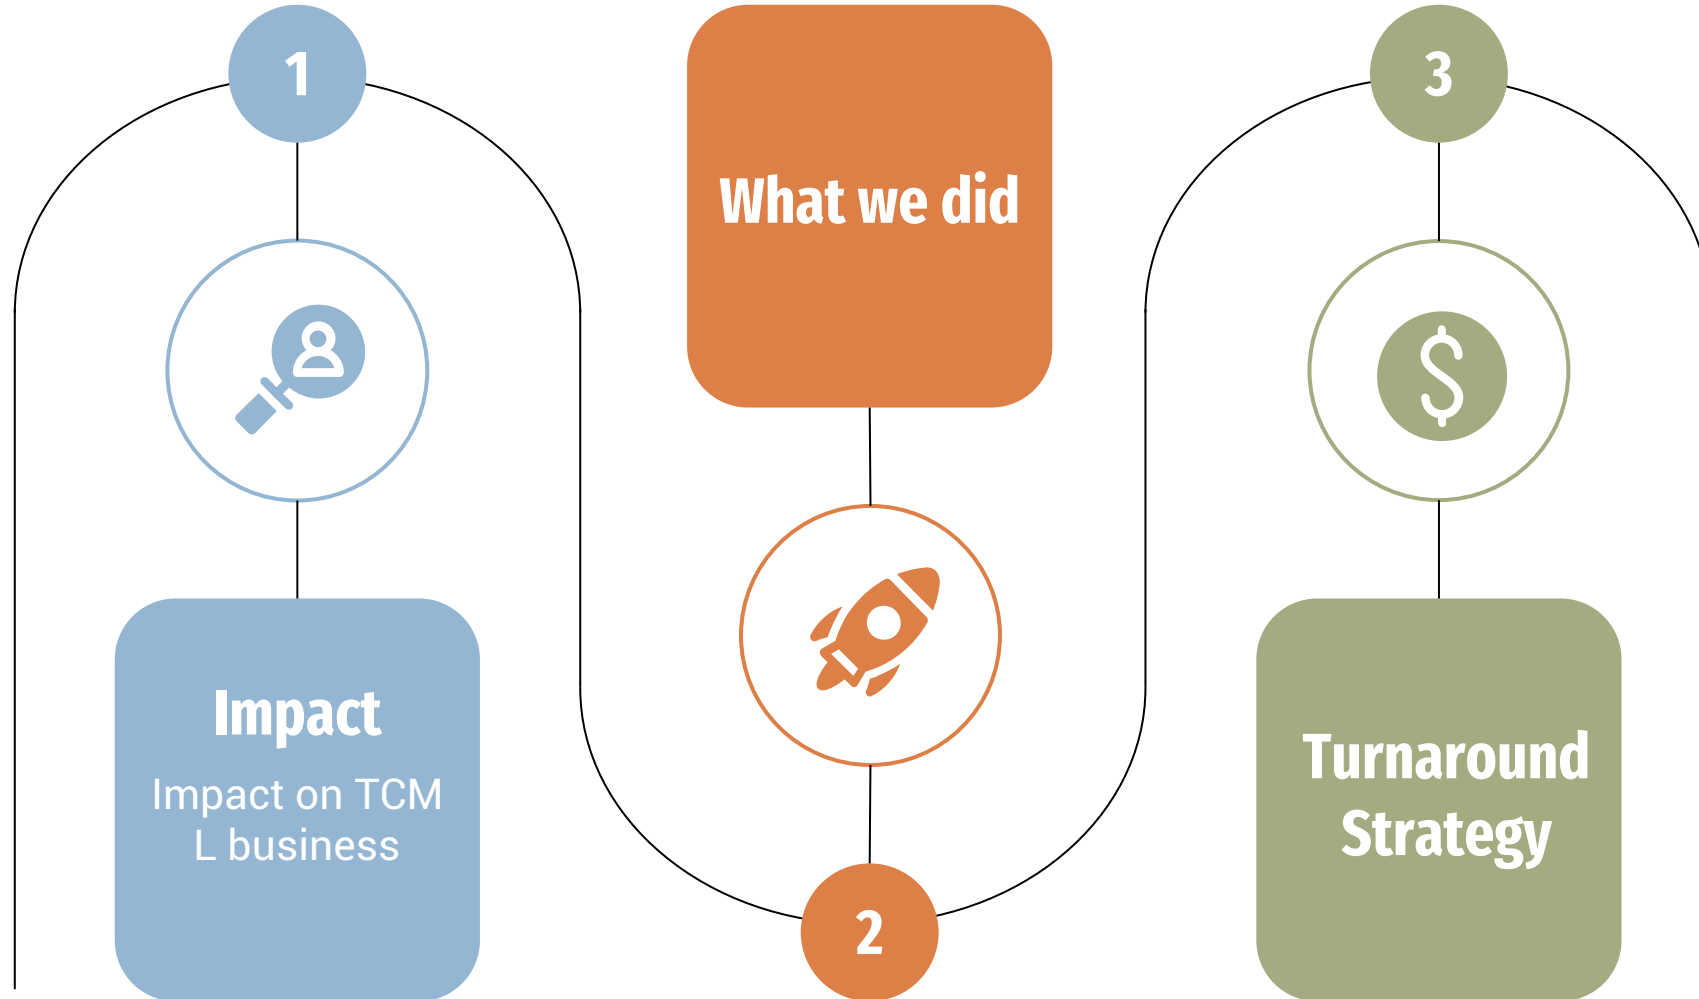 1
Impact
Impact on TCM
L business
What we did
2
3
$
Turnaround
Strategy